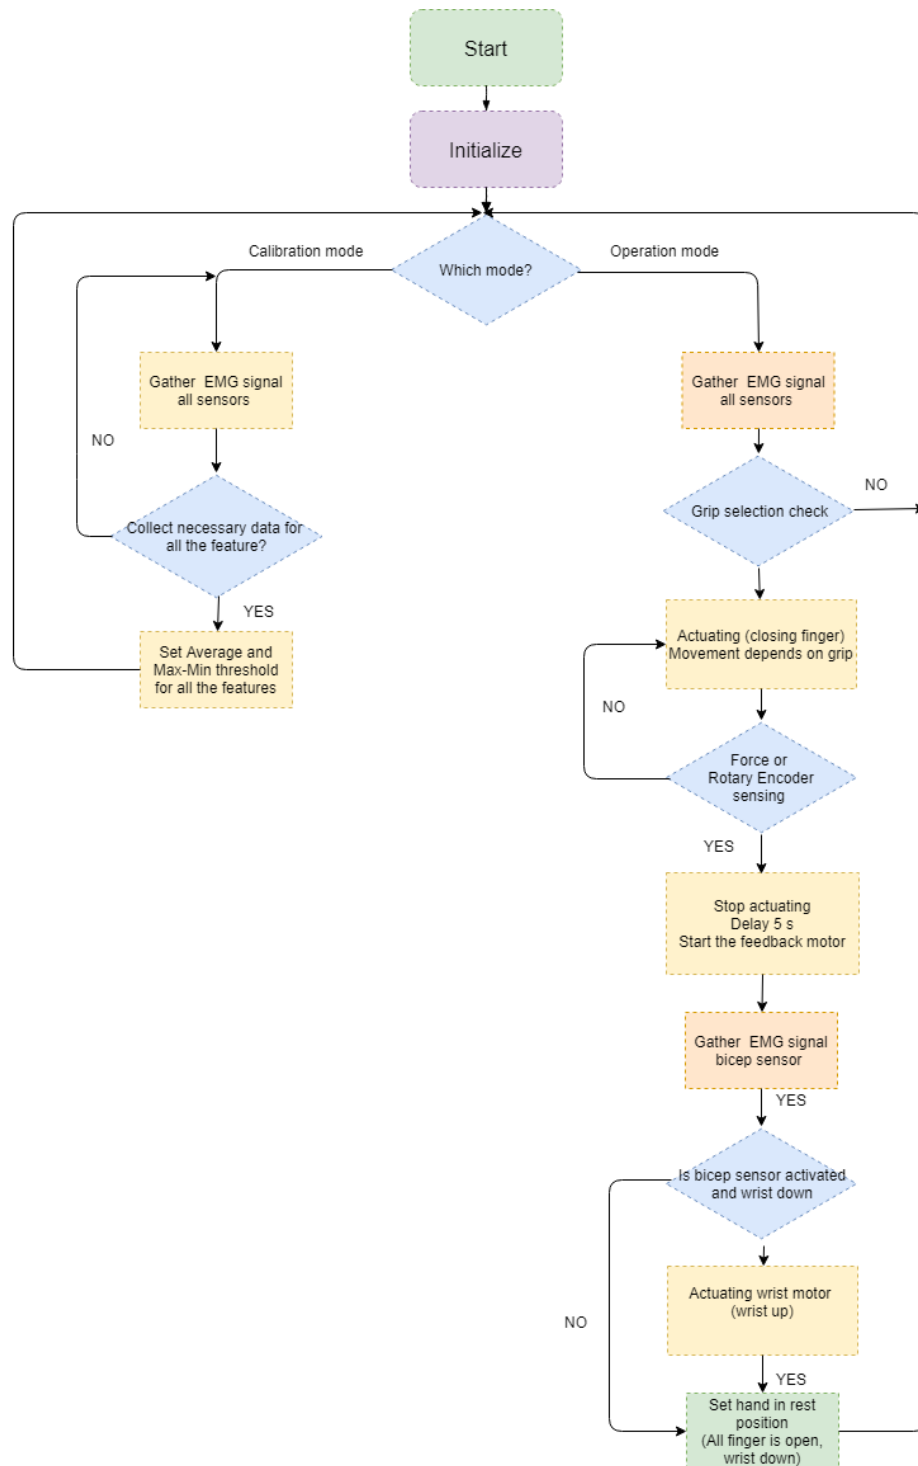 Start
Initialize
Calibration mode
Which mode?
Operation mode
Gather EMG signal
all sensors
NO
Collect necessary data for
all the feature?
YES
Set Average and
Max-Min threshold
for all the features
Gather EMG signal
all sensors
Grip selection check
NO
Actuating (closing finger)
Movement depends on grip
NO
Force or
Rotary Encoder
sensing
YES
Stop actuating
Delay 5 s
Start the feedback motor
Gather EMG signal
bicep sensor
YES
Is bicep sensor activated
and wrist down
Actuating wrist motor
(wrist up)
NO
YES
Set hand in rest
position
(All finger is open,
wrist down)